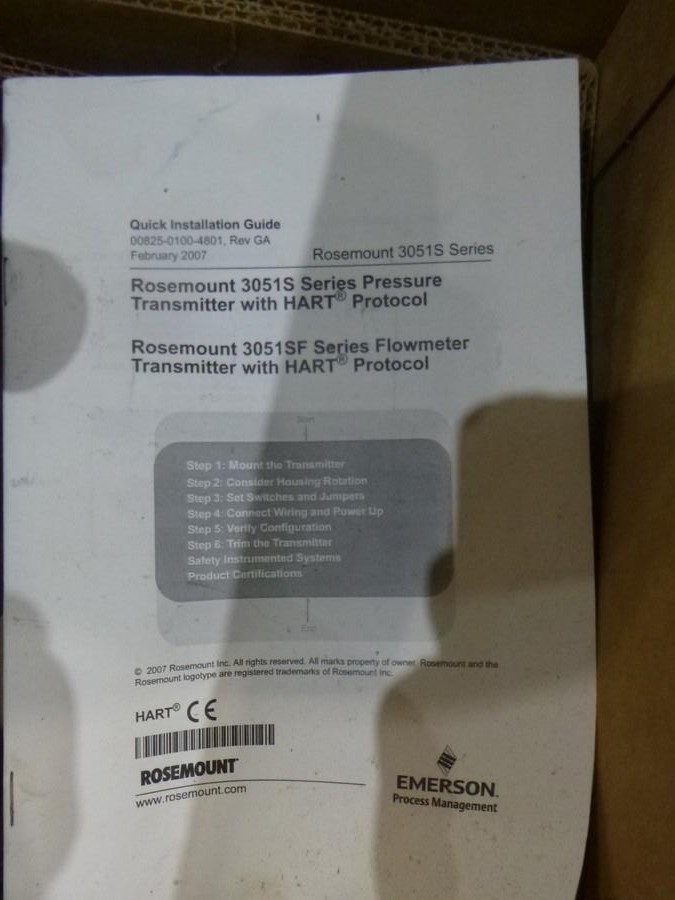 Quick Installation Guide
00825-0100-4801, Rev GA
February 2007
Rosemount 3051S Series
Rosemount 3051S Series Pressure
Transmitter with HART® Protocol
Rosemount 3051SF Series Flowmeter
Transmitter with HART® Protocol
Start
Step 1: Mount the Transmitter
Step 2: Consider Housing Rotation
Step 3: Set Switches and Jumpers
Step 4: Connect Wiring and Power Up
Step 5: Verify Configuration
Step 6: Trim the Transmitter
Safety Instrumented Systems
Product Certifications
End
© 2007 Rosemount Inc. All rights reserved. All marks property of owner. Rosemount and the
Rosemount logotype are registered trademarks of Rosemount Inc.
HART® CE
ROSEMOUNT
www.rosemount.com
EMERSON.
Process Management